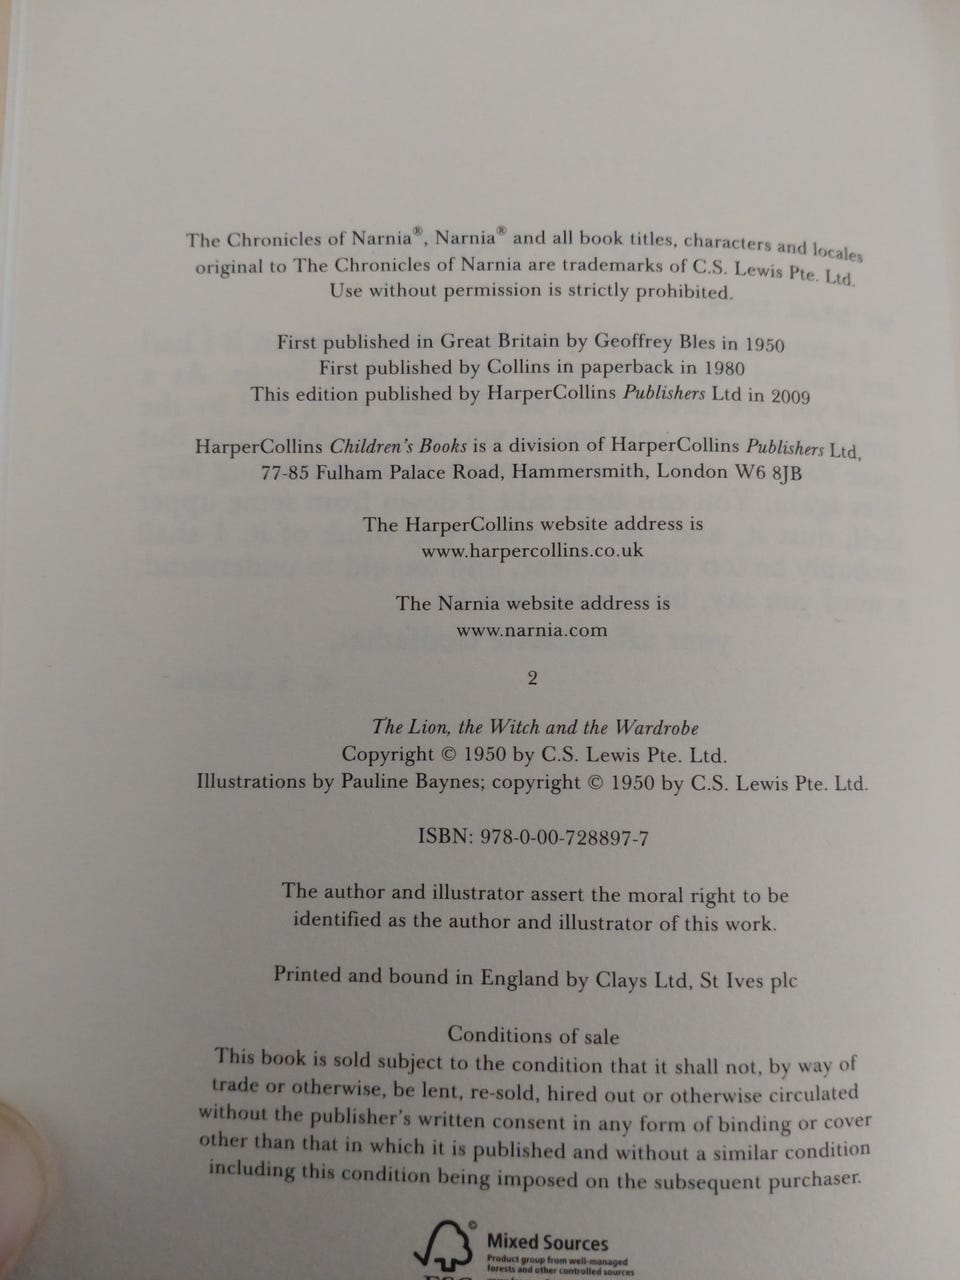 The Chronicles of Narnia®, Narnia® and all book titles, characters and locales
original to The Chronicles of Narnia are trademarks of C.S. Lewis Pte. Ltd.
Use without permission is strictly prohibited.
First published in Great Britain by Geoffrey Bles in 1950
First published by Collins in paperback in 1980
This edition published by HarperCollins Publishers Ltd in 2009
HarperCollins Children's Books is a division of HarperCollins Publishers Ltd,
77-85 Fulham Palace Road, Hammersmith, London W6 8JB
The HarperCollins website address is
www.harpercollins.co.uk
The Narnia website address is
www.narnia.com
2
The Lion, the Witch and the Wardrobe
Copyright © 1950 by C.S. Lewis Pte. Ltd.
Illustrations by Pauline Baynes; copyright © 1950 by C.S. Lewis Pte. Ltd.
ISBN: 978-0-00-728897-7
The author and illustrator assert the moral right to be
identified as the author and illustrator of this work.
Printed and bound in England by Clays Ltd, St Ives plc
Conditions of sale
This book is sold subject to the condition that it shall not, by way of
trade or otherwise, be lent, re-sold, hired out or otherwise circulated
without the publisher's written consent in any form of binding or cover
other than that in which it is published and without a similar condition
including this condition being imposed on the subsequent purchaser.
©
Mixed Sources
Product group from well-managed
forests and other controlled sources